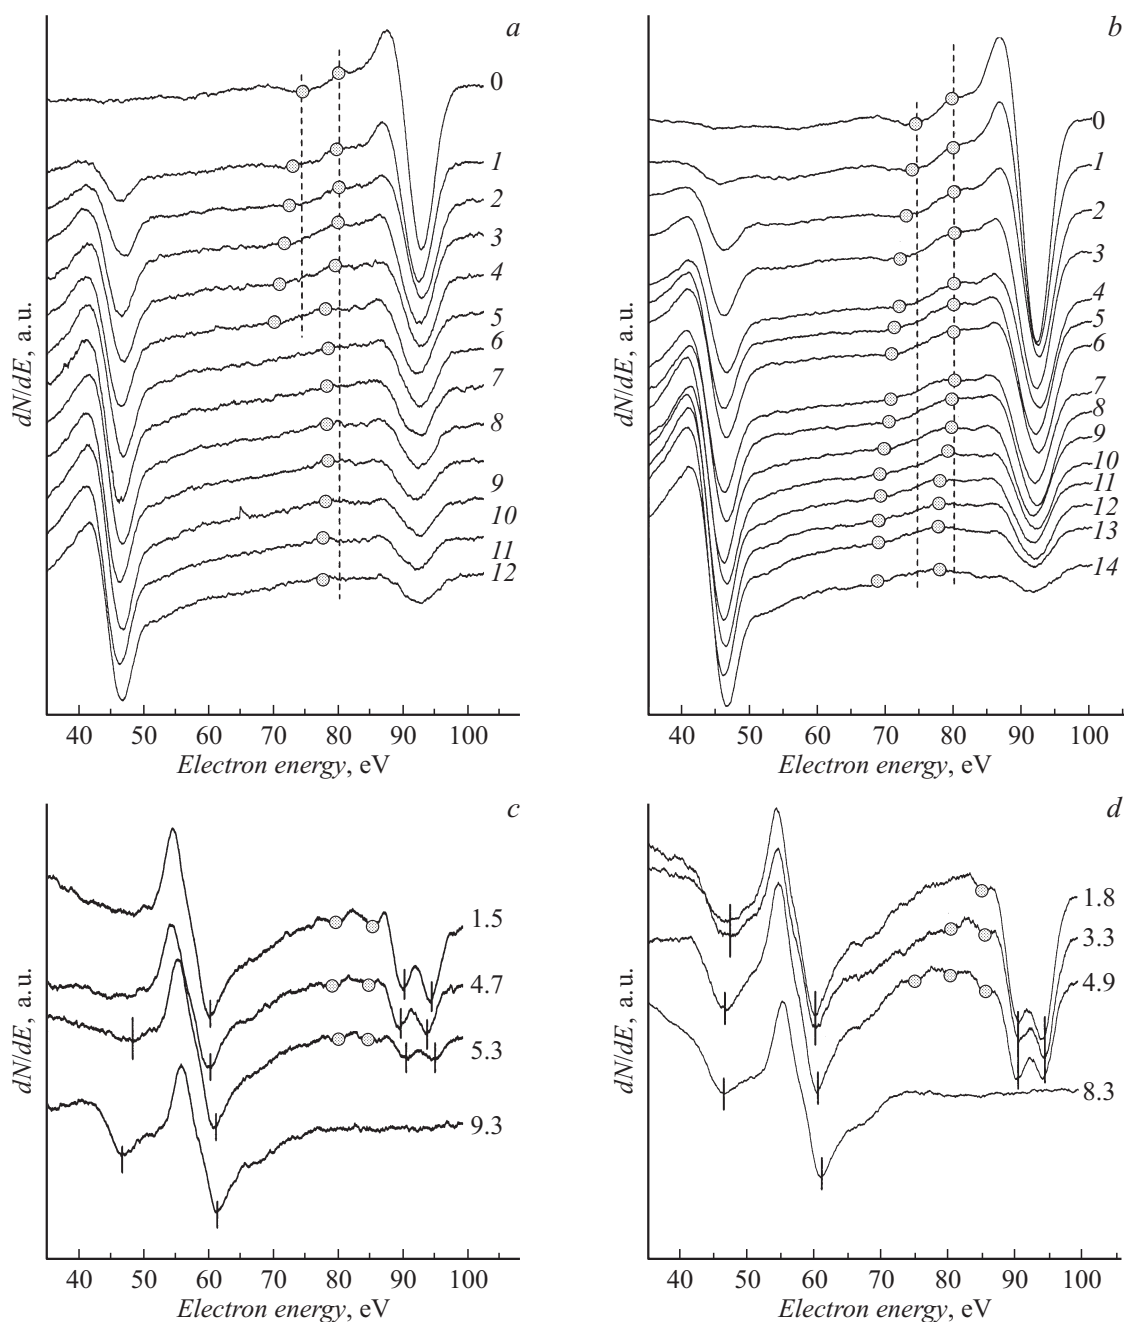 a
dN/dE, a. u.
0
1
2
3
4
5
6
7
8
9
10
11
12
40 50 60 70 80 90 100
Electron energy, eV
b
dN/dE, a. u.
0
1
2
3
4
5
6
7
8
9
10
11
12
13
14
40 50 60 70 80 90 100
Electron energy, eV
c
dN/dE, a. u.
1.5
4.7
5.3
9.3
40 50 60 70 80 90 100
Electron energy, eV
d
dN/dE, a. u.
1.8
3.3
4.9
8.3
40 50 60 70 80 90 100
Electron energy, eV